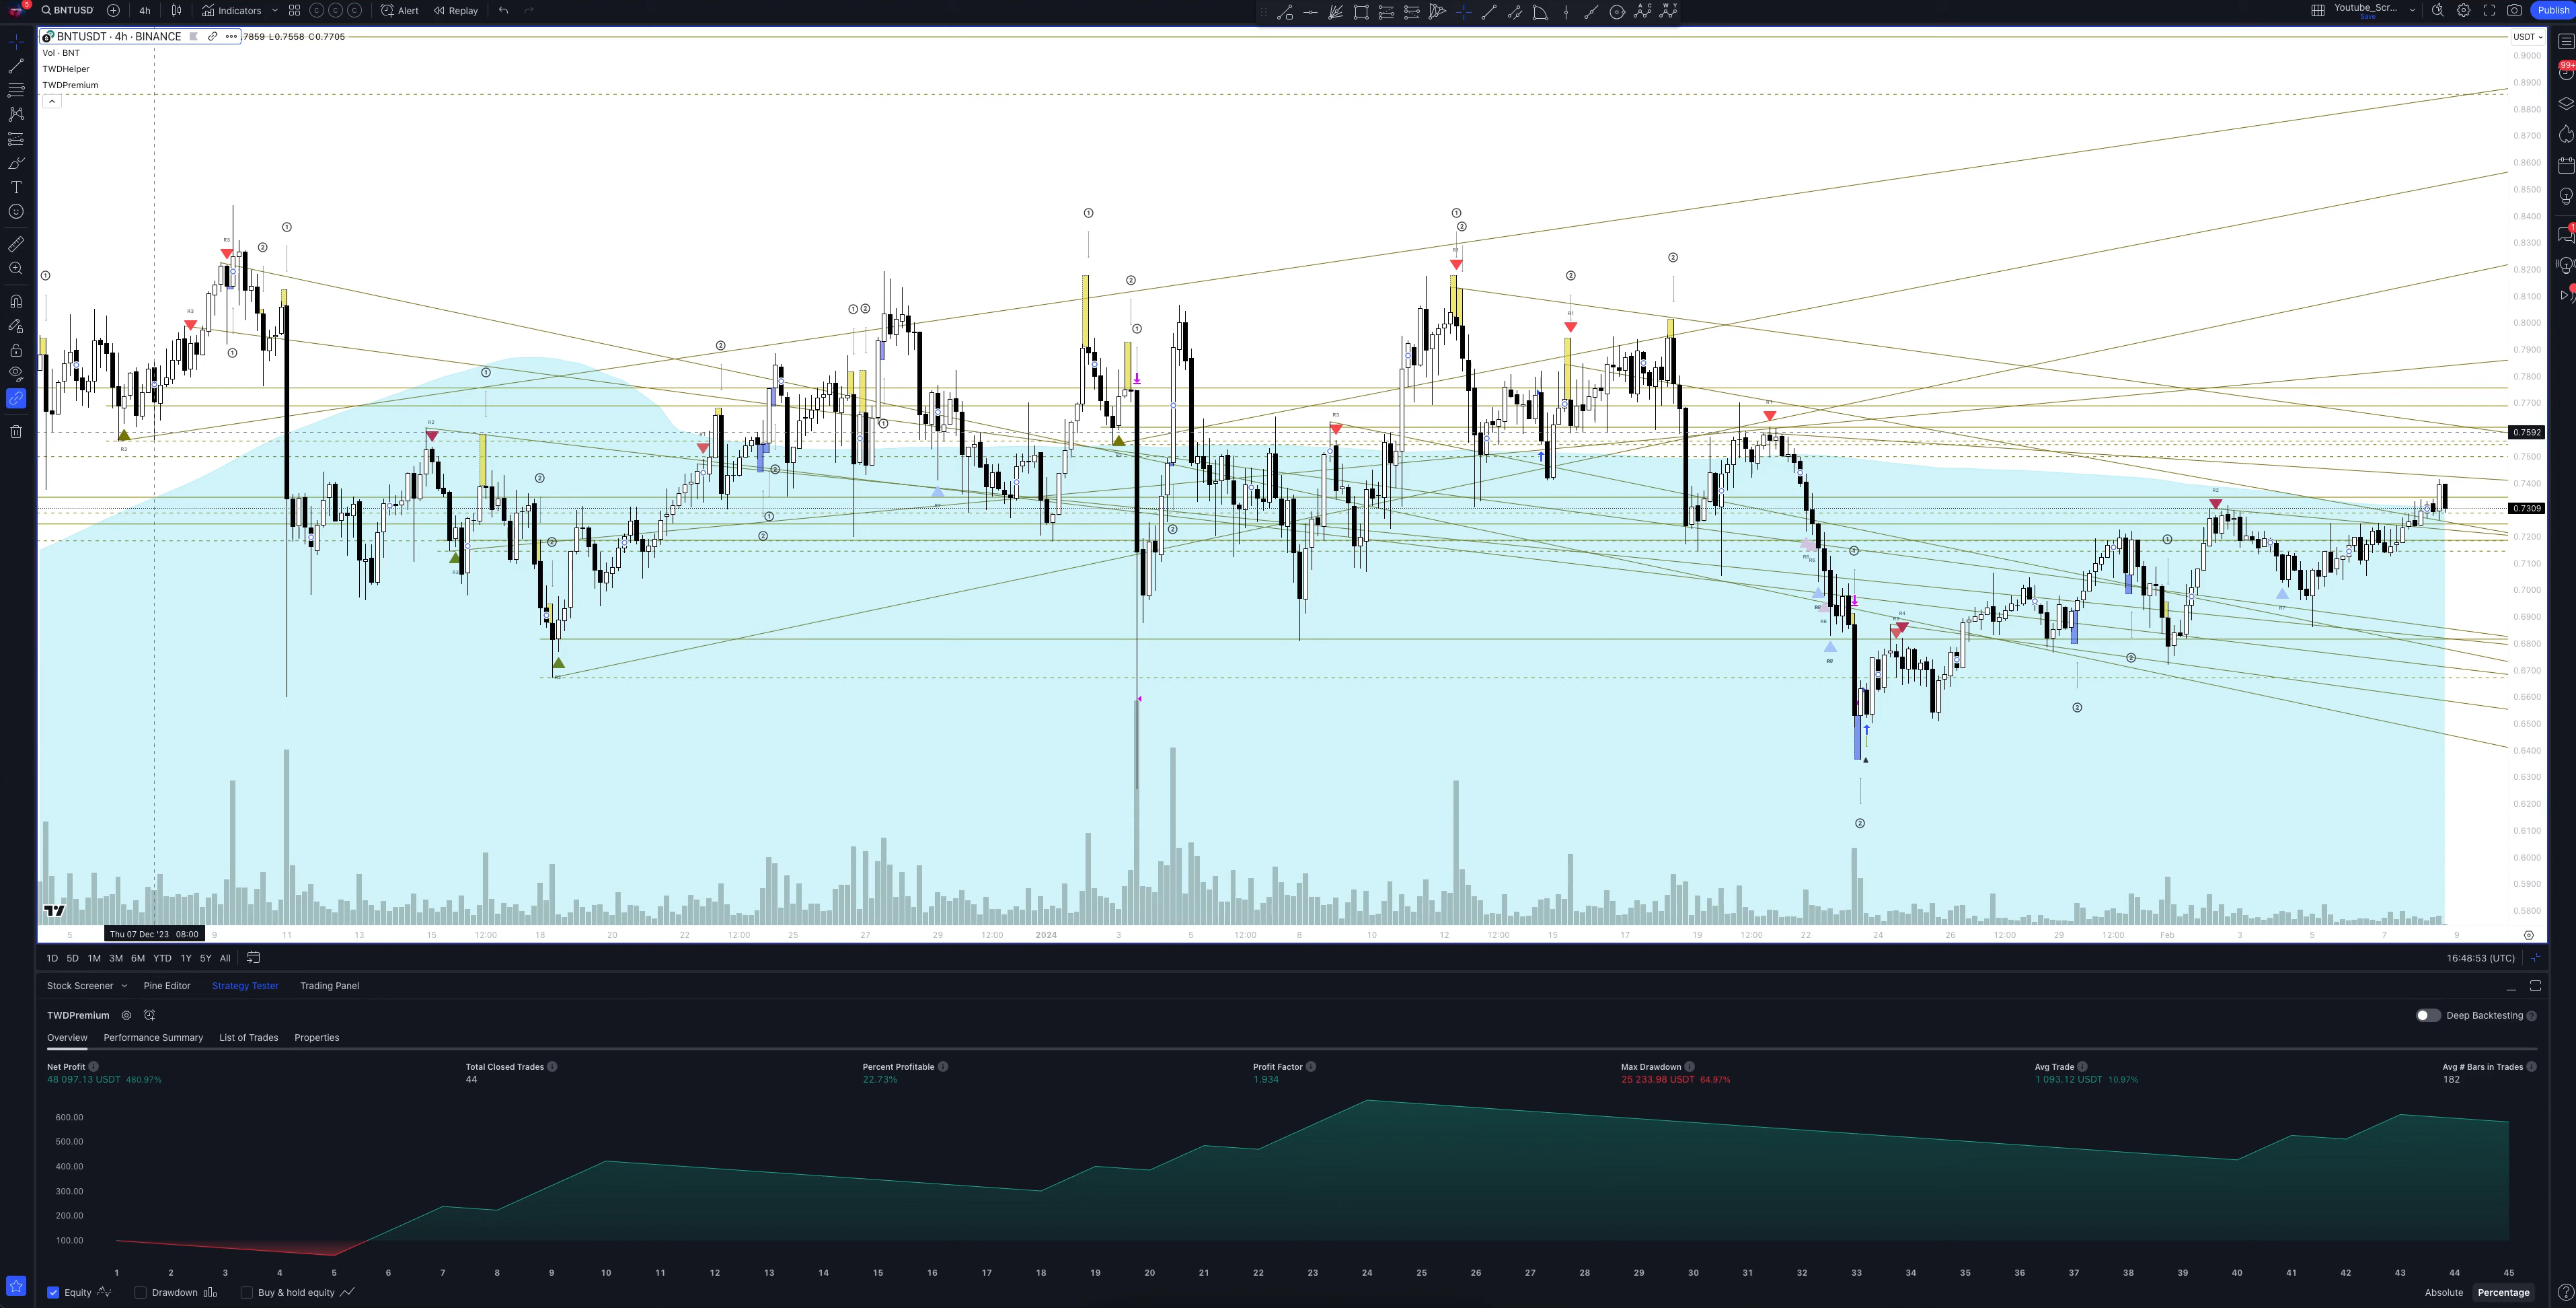 5 BNTUSD 4h Indicators Alert Replay Youtube_Scr... Save Publish
BNTUSDT · 4h · BINANCE 7859 L0.7558 C0.7705 USDT
Vol · BNT
TWDHelper
TWDPremium
0.9000
0.8900
0.8800
0.8700
0.8600
0.8500
0.8400
0.8300
0.8200
0.8100
0.8000
0.7900
0.7800
0.7700
0.7592
0.7500
0.7400
0.7309
0.7200
0.7100
0.7000
0.6900
0.6800
0.6700
0.6600
0.6500
0.6400
0.6300
0.6200
0.6100
0.6000
0.5900
0.5800
5 Thu 07 Dec '23 08:00 9 11 13 15 12:00 18 20 22 12:00 25 27 29 12:00 2024 3 5 12:00 8 10 12 12:00 15 17 19 12:00 22 24 26 12:00 29 12:00 Feb 3 5 7 9
1D 5D 1M 3M 6M YTD 1Y 5Y All 16:48:53 (UTC)
Stock Screener Pine Editor Strategy Tester Trading Panel
TWDPremium Deep Backtesting
Overview Performance Summary List of Trades Properties
Net Profit Total Closed Trades Percent Profitable Profit Factor Max Drawdown Avg Trade Avg # Bars in Trades
48 097.13 USDT 480.97% 44 22.73% 1.934 25 233.98 USDT 64.97% 1 093.12 USDT 10.97% 182
600.00
500.00
400.00
300.00
200.00
100.00
1 2 3 4 5 6 7 8 9 10 11 12 13 14 15 16 17 18 19 20 21 22 23 24 25 26 27 28 29 30 31 32 33 34 35 36 37 38 39 40 41 42 43 44 45
Equity Drawdown Buy & hold equity Absolute Percentage